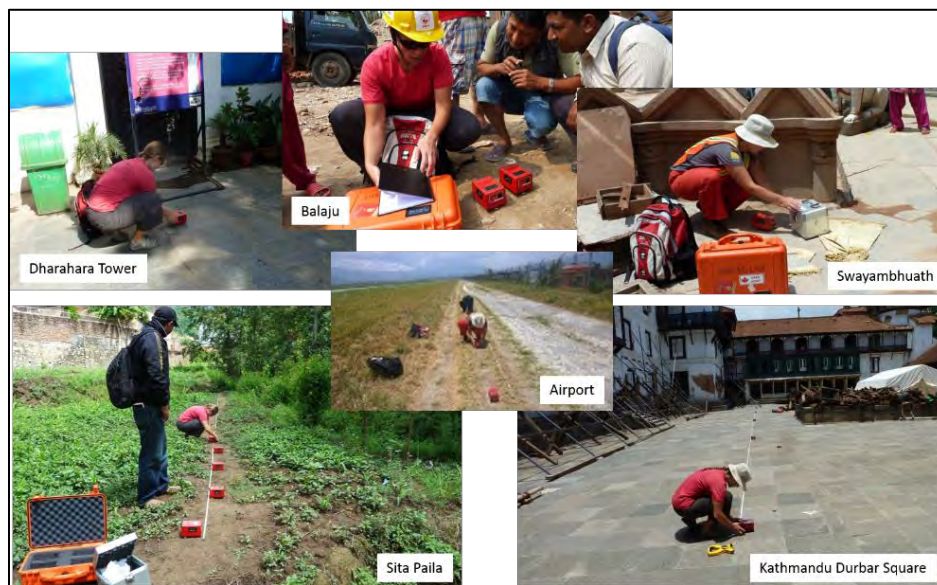 Balaju
Dharahara Tower
Swayambhuath
Airport
Sita Paila
Kathmandu Durbar Square